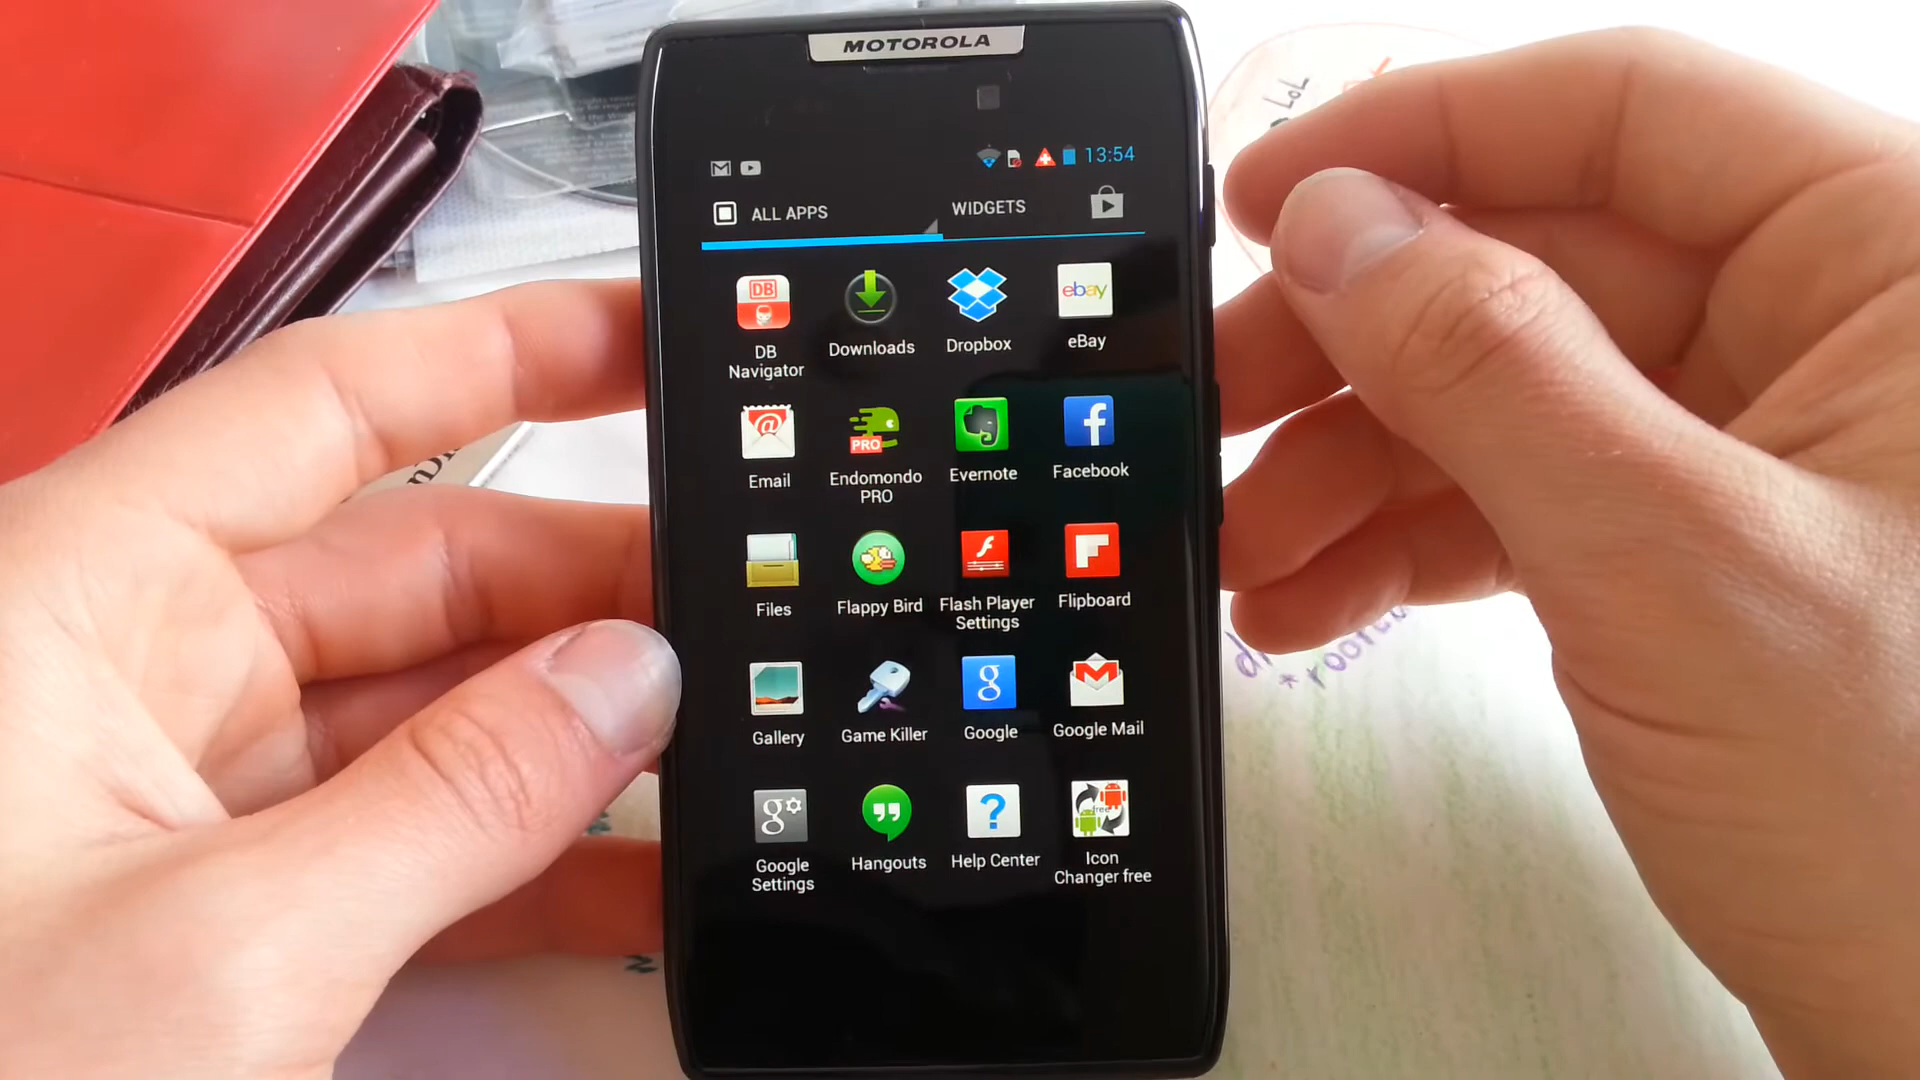 MOTOROLA
13:54
ALL APPS WIDGETS
DB
ebay
DB Navigator
Downloads
Dropbox
eBay
PRO
Email
Endomondo PRO
Evernote
Facebook
Files
Flappy Bird
Flash Player Settings
Flipboard
Gallery
Game Killer
Google
Google Mail
free
Google Settings
Hangouts
Help Center
Icon Changer free
LOL